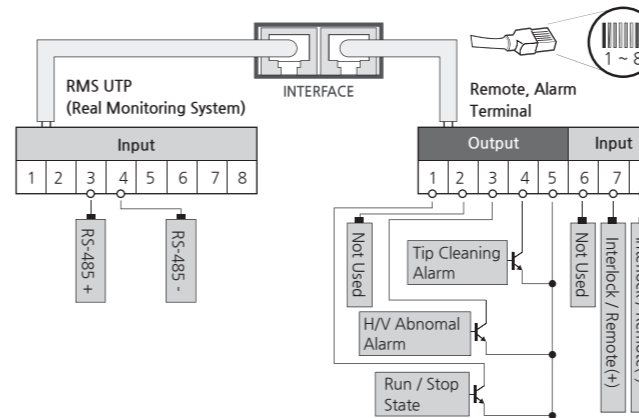 1 ~ 8
INTERFACE
RMS UTP
(Real Monitoring System)
Remote, Alarm
Terminal
Input
1 2 3 4 5 6 7 8
RS-485 +
RS-485 -
Output
Input
1 2 3 4 5 6 7
Not Used
Tip Cleaning
Alarm
H/V Abnomal
Alarm
Run / Stop
State
Not Used
Interlock / Remote(+)